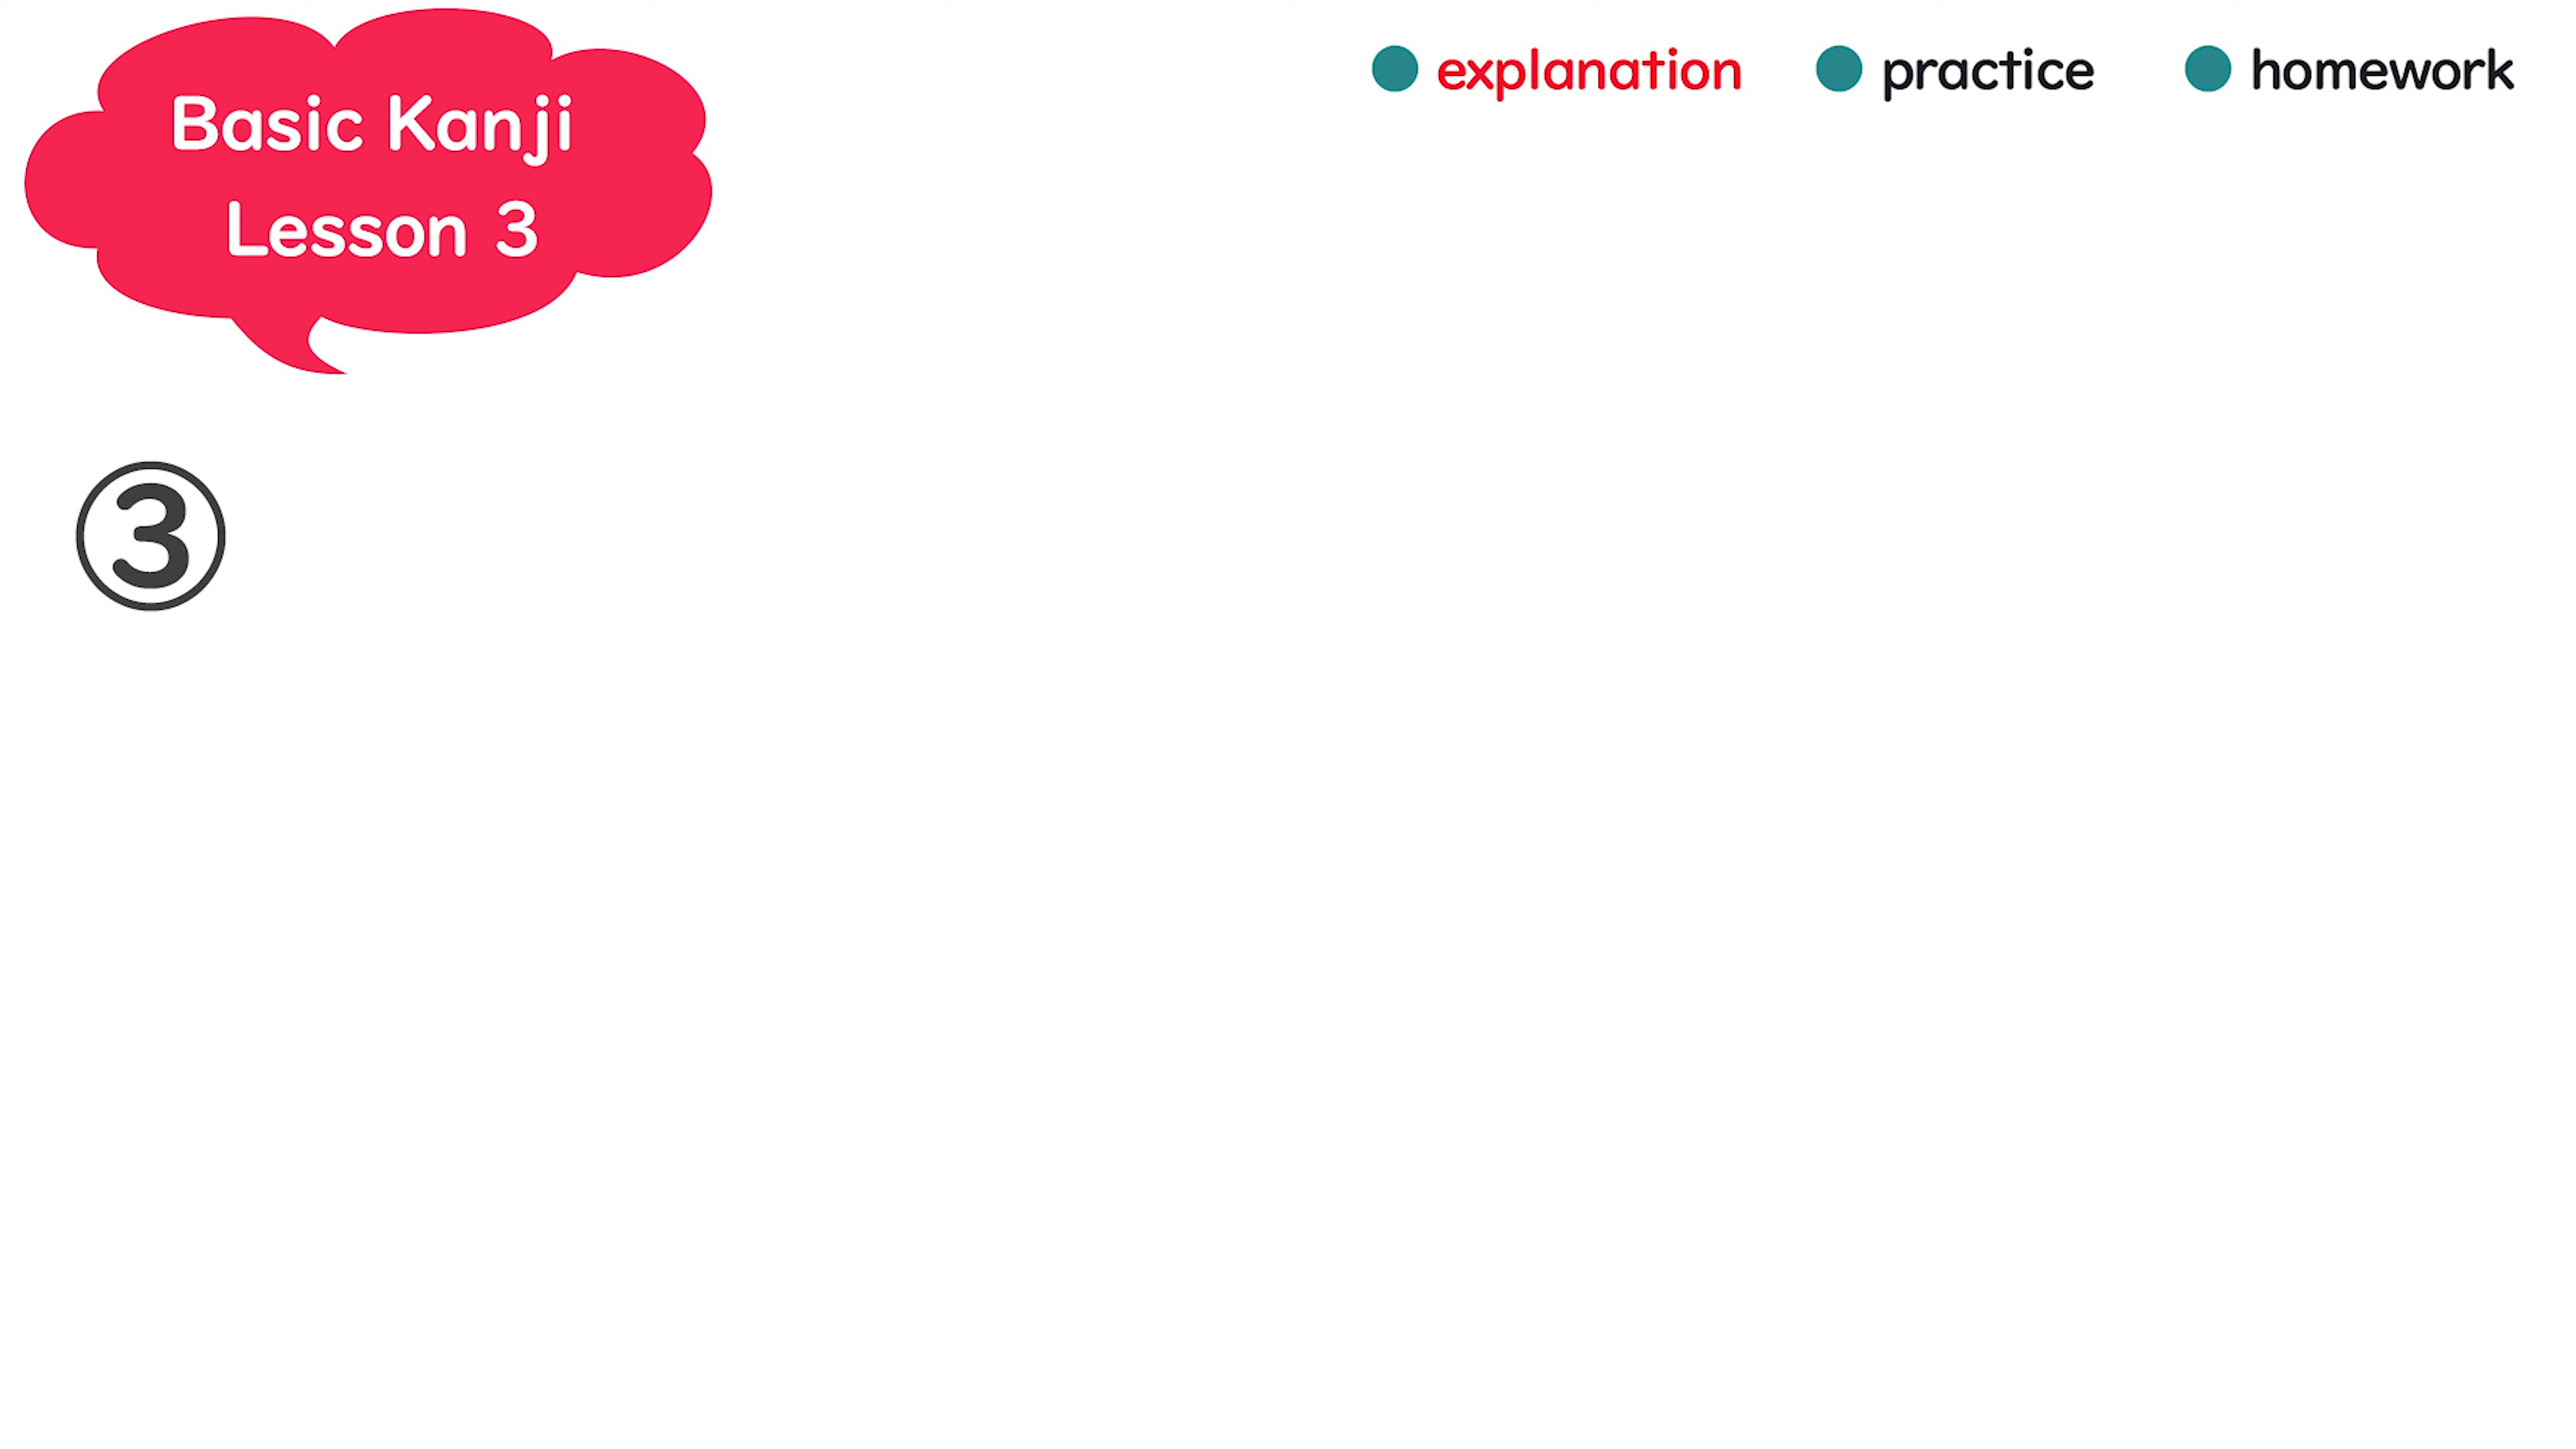 Basic Kanji
Lesson 3
● explanation ● practice ● homework
③